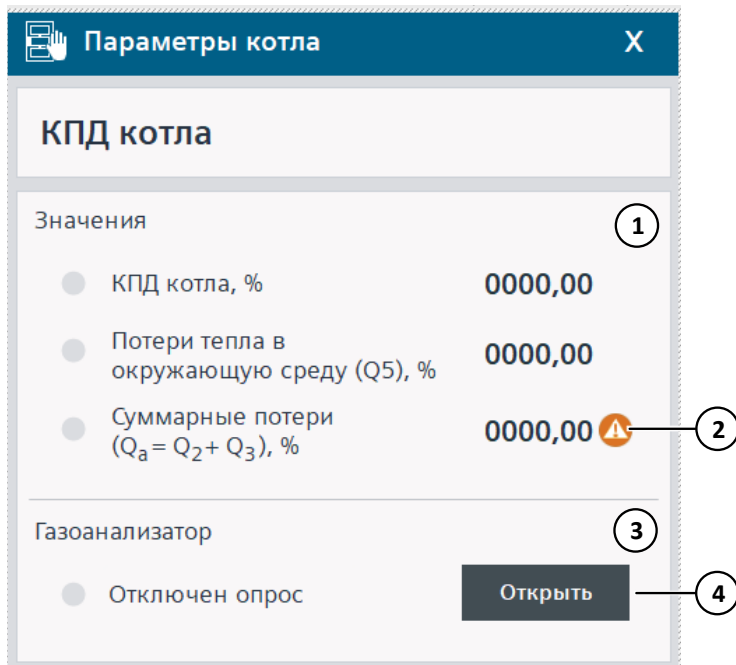 Параметры котла X
КПД котла
Значения 1
КПД котла, % 0000,00
Потери тепла в
окружающую среду (Q5), % 0000,00
Суммарные потери
(Qa = Q2 + Q3), % 0000,00 2
Газоанализатор 3
Отключен опрос Открыть 4